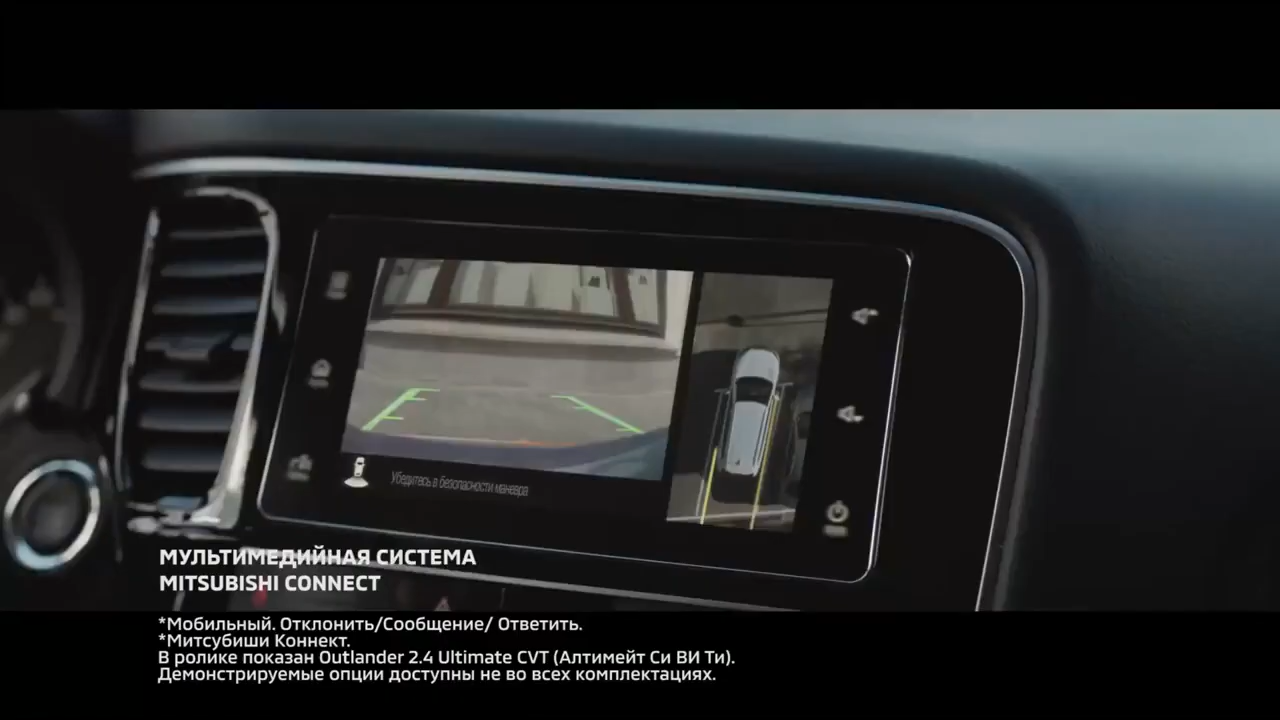 Убедитесь в безопасности маневра
МУЛЬТИМЕДИЙНАЯ СИСТЕМА
MITSUBISHI CONNECT
*Мобильный. Отклонить/Сообщение/ Ответить.
*Митсубиши Коннект.
В ролике показан Outlander 2.4 Ultimate CVT (Алтимейт Си ВИ Ти).
Демонстрируемые опции доступны не во всех комплектациях.